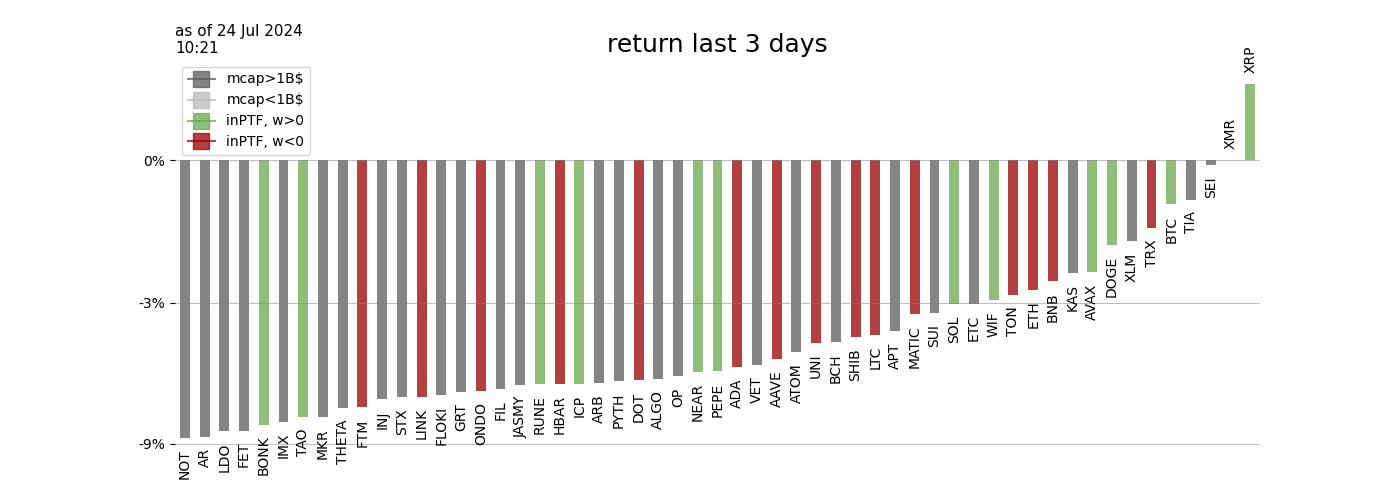 as of 24 Jul 2024
10:21
return last 3 days
mcap>1B$
mcap<1B$
inPTF, w>0
inPTF, w<0
0%
-3%
-9%
NOT
AR
LDO
FET
BONK
IMX
TAO
MKR
THETA
FTM
INJ
STX
LINK
FLOKI
GRT
ONDO
FIL
JASMY
RUNE
HBAR
ICP
ARB
PYTH
DOT
ALGO
OP
NEAR
PEPE
ADA
VET
AAVE
ATOM
UNI
BCH
SHIB
LTC
APT
MATIC
SUI
SOL
ETC
WIF
TON
ETH
BNB
KAS
AVAX
DOGE
XLM
TRX
BTC
TIA
SEI
XMR
XRP